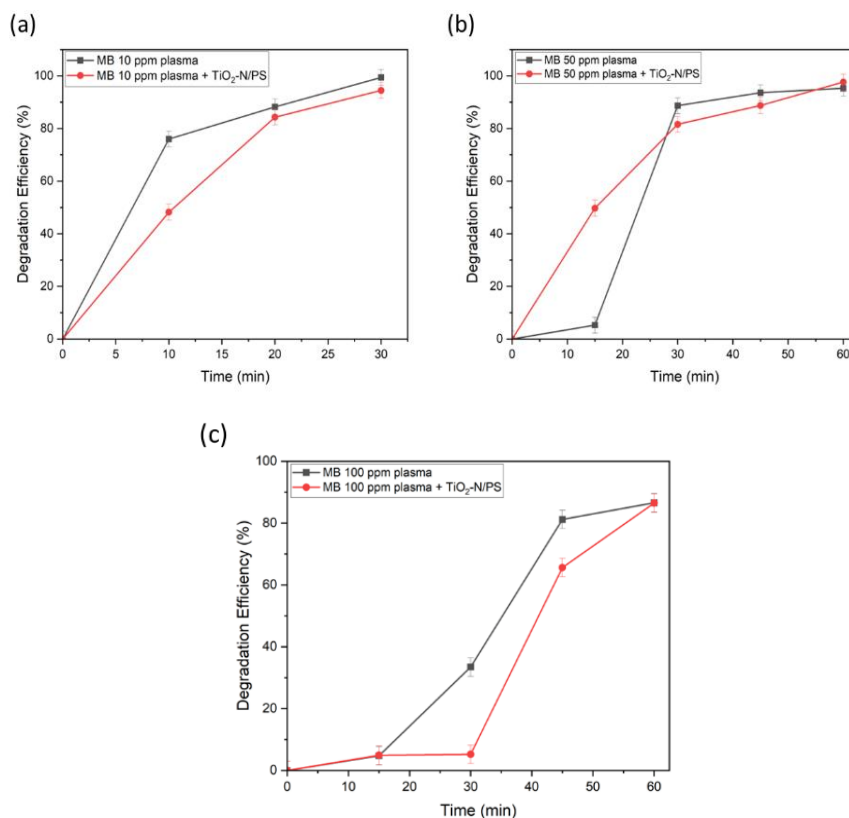 (a)
MB 10 ppm plasma
MB 10 ppm plasma + TiO₂-N/PS
100
80
60
40
20
0
Degradation Efficiency (%)
0 5 10 15 20 25 30
Time (min)
(b)
MB 50 ppm plasma
MB 50 ppm plasma + TiO₂-N/PS
100
80
60
40
20
0
Degradation Efficiency (%)
0 10 20 30 40 50 60
Time (min)
(c)
MB 100 ppm plasma
MB 100 ppm plasma + TiO₂-N/PS
100
80
60
40
20
0
Degradation Efficiency (%)
0 10 20 30 40 50 60
Time (min)